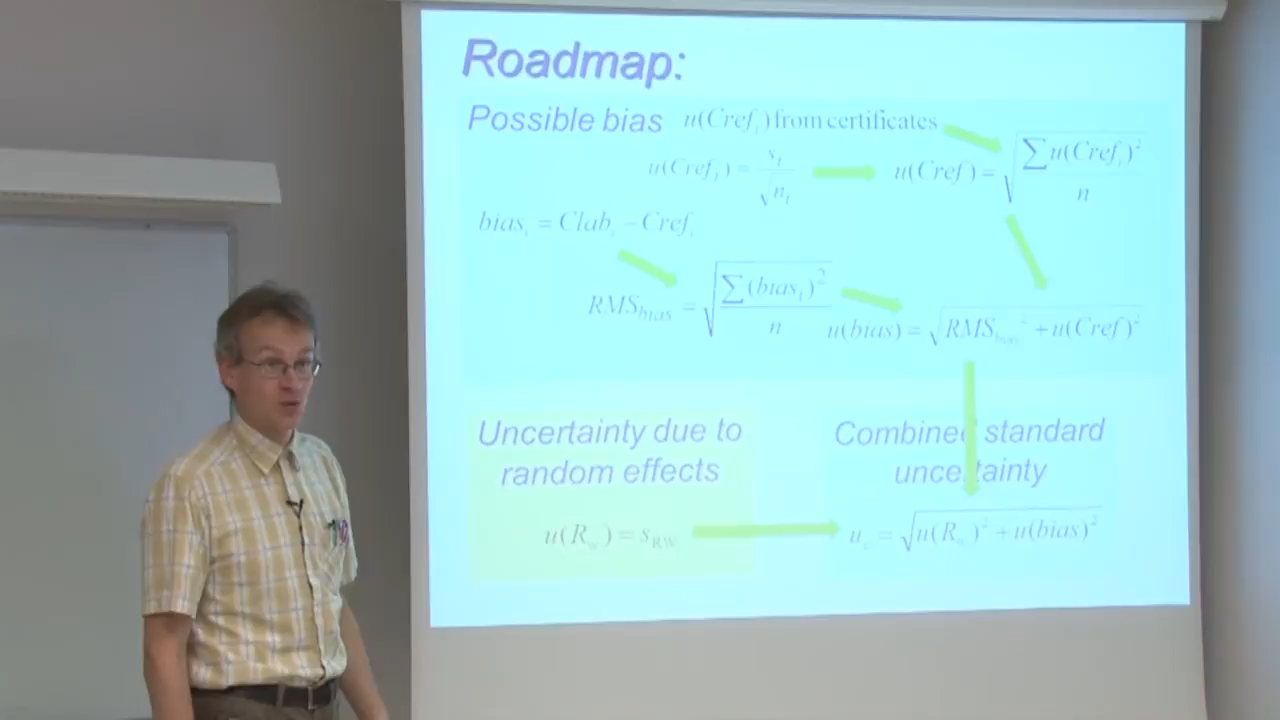 Roadmap:
Possible bias u(Cref_i) from certificates
u(Cref_i) = s_i / √n_i
u(Cref) = √(∑u(Cref_i)² / n)
bias_i = Clab_i − Cref_i
RMS_bias = √(∑(bias_i)² / n)
u(bias) = √(RMS_bias² + u(Cref)²)
Uncertainty due to
random effects
u(R_w) = s_RW
Combined standard
uncertainty
u_c = √(u(R_w)² + u(bias)²)